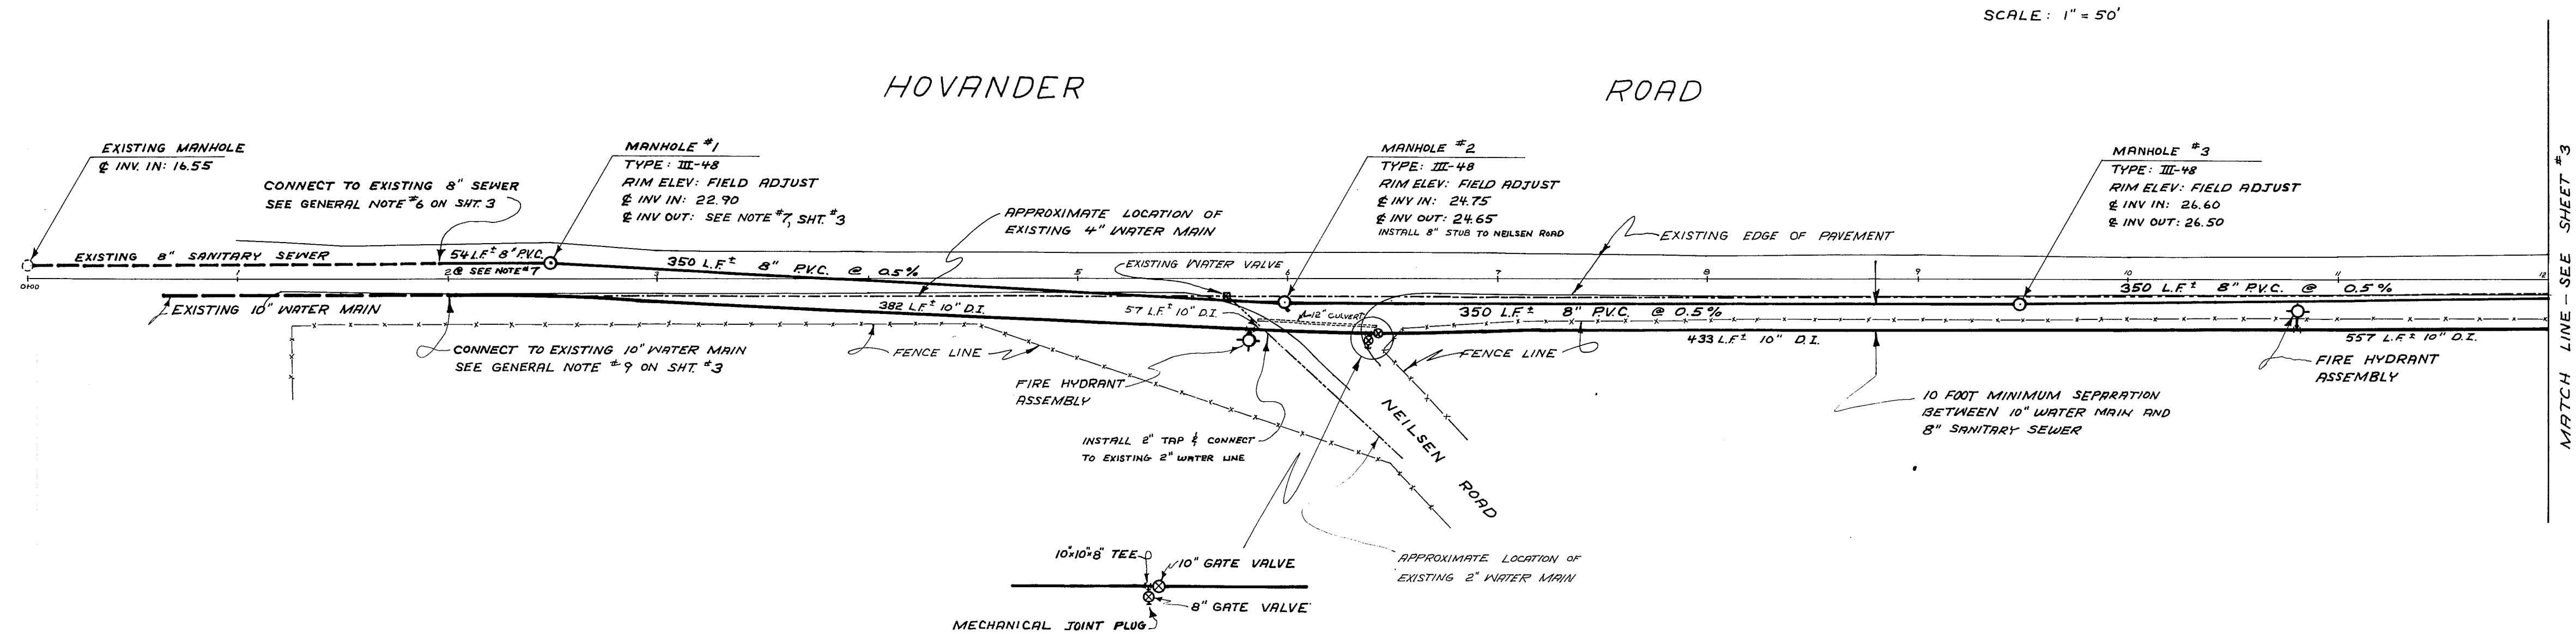 SCALE: 1" = 50'
HOVANDER ROAD
EXISTING MANHOLE
℄ INV. IN: 16.55
CONNECT TO EXISTING 8" SEWER
SEE GENERAL NOTE #6 ON SHT. 3
MANHOLE #1
TYPE: III-48
RIM ELEV: FIELD ADJUST
℄ INV IN: 22.90
℄ INV OUT: SEE NOTE #7, SHT. #3
APPROXIMATE LOCATION OF
EXISTING 4" WATER MAIN
MANHOLE #2
TYPE: III-48
RIM ELEV: FIELD ADJUST
℄ INV IN: 24.75
℄ INV OUT: 24.65
INSTALL 8" STUB TO NEILSEN ROAD
EXISTING EDGE OF PAVEMENT
MANHOLE #3
TYPE: III-48
RIM ELEV: FIELD ADJUST
℄ INV IN: 26.60
℄ INV OUT: 26.50
MATCH LINE - SEE SHEET #3
EXISTING 8" SANITARY SEWER
54 L.F.± 8" P.V.C.
@ SEE NOTE #7
350 L.F.± 8" P.V.C. @ 0.5%
EXISTING WATER VALVE
0+00 1 2 3 5 6 7 8 9 10 11 12
350 L.F.± 8" P.V.C. @ 0.5%
EXISTING 10" WATER MAIN
382 L.F.± 10" D.I.
57 L.F.± 10" D.I.
12" CULVERT
350 L.F.± 8" P.V.C. @ 0.5%
433 L.F.± 10" D.I.
557 L.F.± 10" D.I.
CONNECT TO EXISTING 10" WATER MAIN
SEE GENERAL NOTE #9 ON SHT. #3
FENCE LINE
FENCE LINE
FIRE HYDRANT
ASSEMBLY
FIRE HYDRANT
ASSEMBLY
10 FOOT MINIMUM SEPARATION
BETWEEN 10" WATER MAIN AND
8" SANITARY SEWER
INSTALL 2" TAP & CONNECT
TO EXISTING 2" WATER LINE
NEILSEN ROAD
APPROXIMATE LOCATION OF
EXISTING 2" WATER MAIN
10"x10"x8" TEE
10" GATE VALVE
8" GATE VALVE
MECHANICAL JOINT PLUG